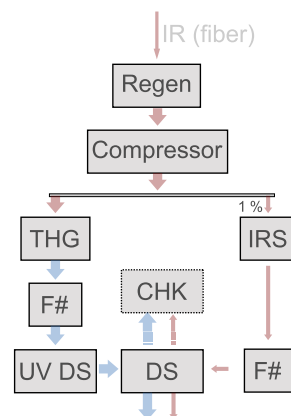 IR (fiber)
Regen
Compressor
1 %
THG
IRS
CHK
F#
UV DS
DS
F#